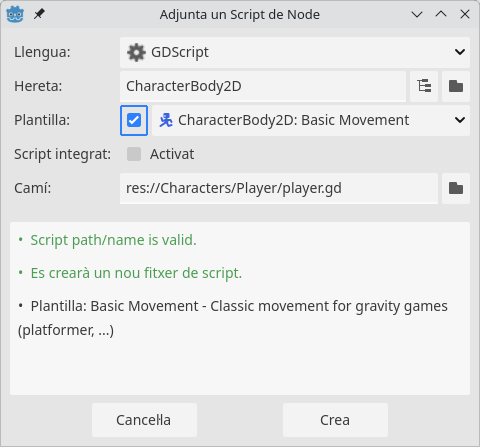 Adjunta un Script de Node
Llengua: GDScript
Hereta: CharacterBody2D
Plantilla: CharacterBody2D: Basic Movement
Script integrat: Activat
Camí: res://Characters/Player/player.gd
• Script path/name is valid.
• Es crearà un nou fitxer de script.
• Plantilla: Basic Movement - Classic movement for gravity games
(platformer, ...)
Cancel·la Crea